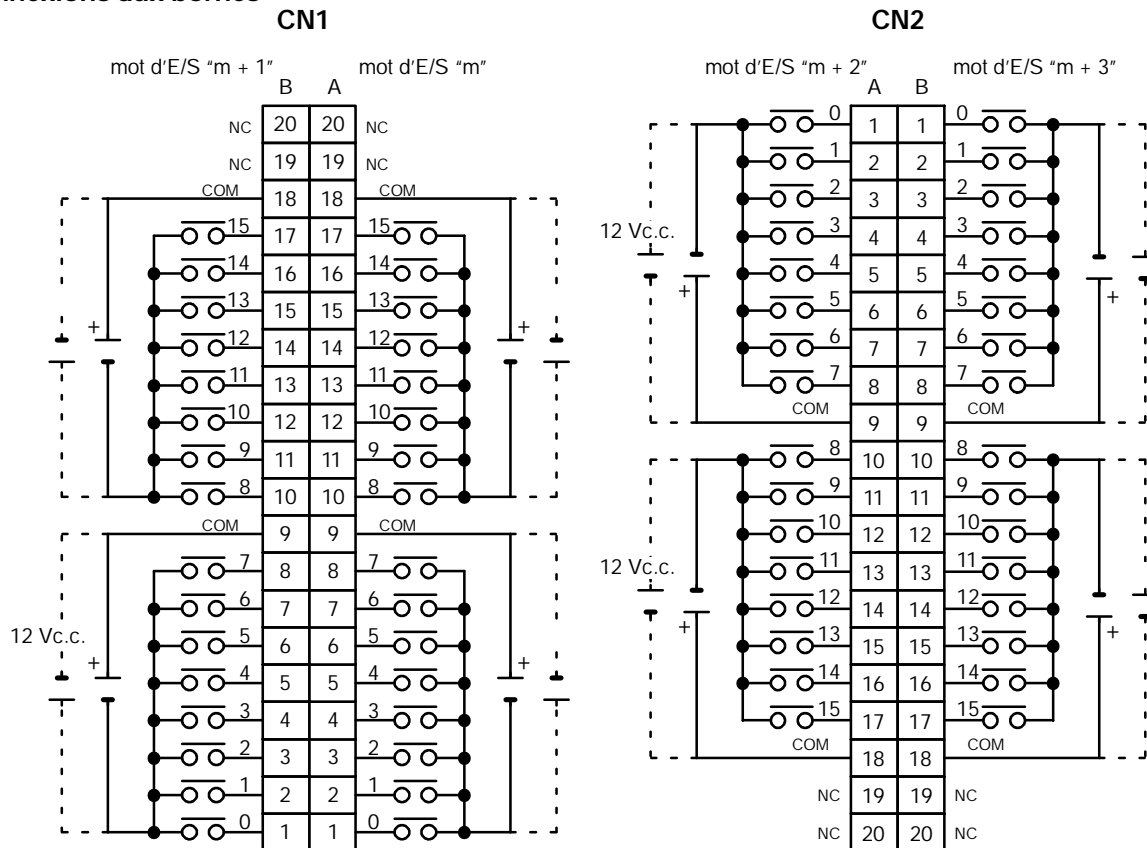 aux bornes
CN1
mot d'E/S "m + 1" mot d'E/S "m"
B A
NC 20 20 NC
NC 19 19 NC
COM 18 18 COM
15 17 17 15
14 16 16 14
13 15 15 13
+ 12 14 14 12 +
11 13 13 11
10 12 12 10
9 11 11 9
8 10 10 8
COM 9 9 COM
7 8 8 7
6 7 7 6
12 Vc.c. 5 6 6 5
+ 4 5 5 4 +
3 4 4 3
2 3 3 2
1 2 2 1
0 1 1 0
CN2
mot d'E/S "m + 2" mot d'E/S "m + 3"
A B
0 1 1 0
1 2 2 1
2 3 3 2
12 Vc.c. 3 4 4 3
4 5 5 4
+ 5 6 6 5 +
6 7 7 6
7 8 8 7
COM 9 9 COM
8 10 10 8
9 11 11 9
10 12 12 10
12 Vc.c. 11 13 13 11
12 14 14 12
+ 13 15 15 13 +
14 16 16 14
15 17 17 15
COM 18 18 COM
NC 19 19 NC
NC 20 20 NC